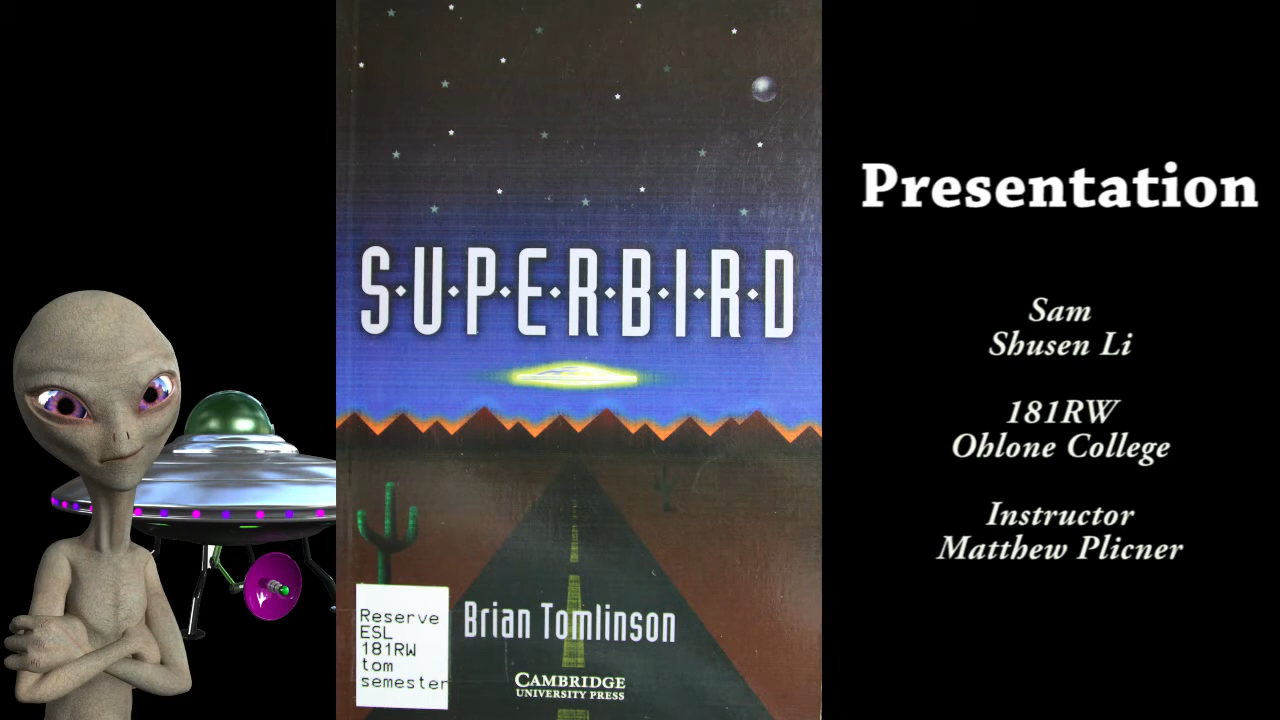 S·U·P·E·R·B·I·R·D
Brian Tomlinson
CAMBRIDGE
UNIVERSITY PRESS
Reserve
ESL
181RW
tom
semester
Presentation
Sam
Shusen Li
181RW
Ohlone College
Instructor
Matthew Plicner